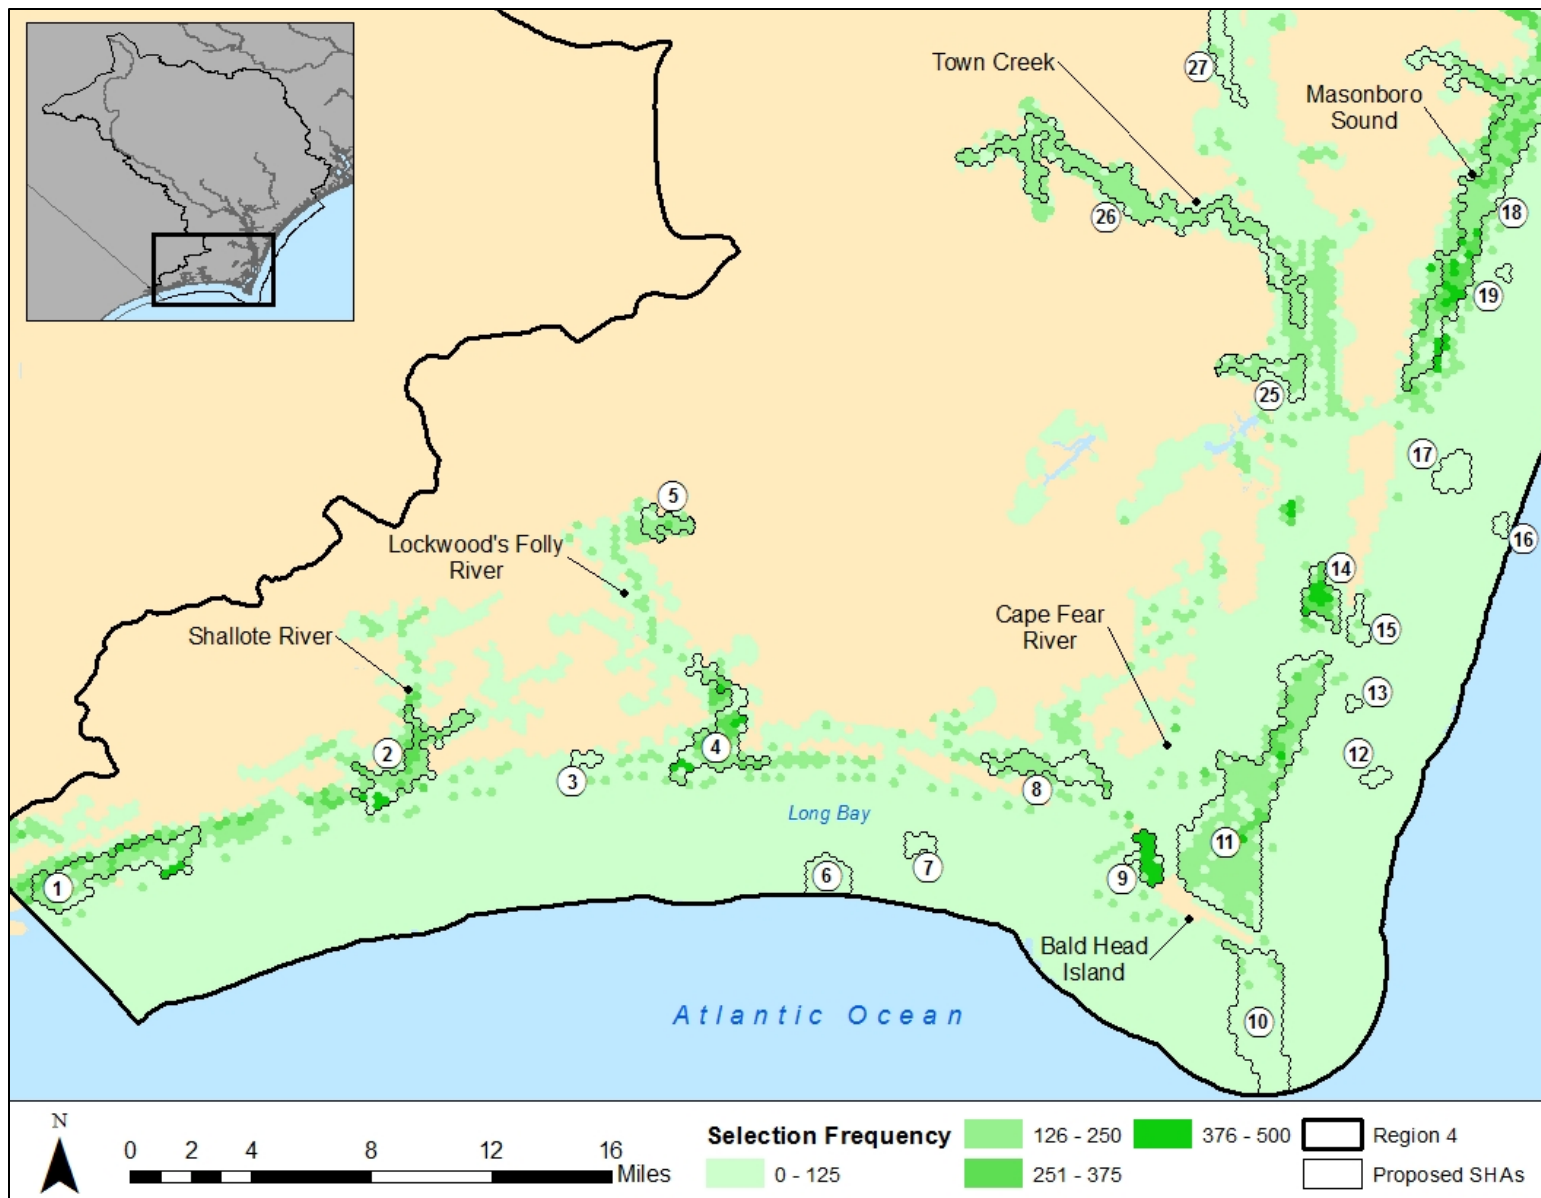 Town Creek
27
Masonboro
Sound
26
18
19
25
17
5
Lockwood's Folly
River
16
14
Cape Fear
River
Shallote River
15
13
2
4
12
3
8
Long Bay
11
7
6
9
1
Bald Head
Island
Atlantic Ocean
10
N
0 2 4 8 12 16
Miles
Selection Frequency
0 - 125
126 - 250
251 - 375
376 - 500
Region 4
Proposed SHAs